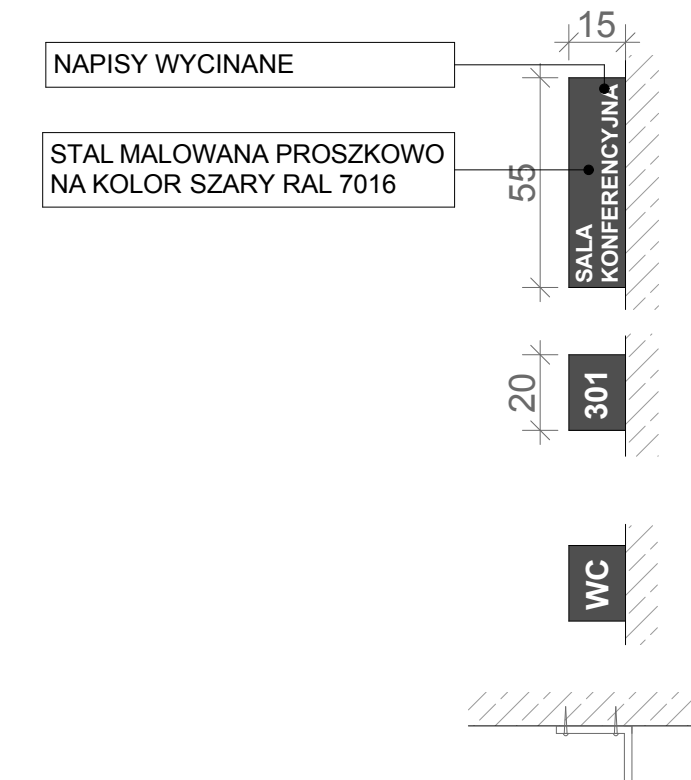 15
NAPISY WYCINANE
STAL MALOWANA PROSZKOWO
NA KOLOR SZARY RAL 7016
55
SALA
KONFERENCYJNA
20
301
WC